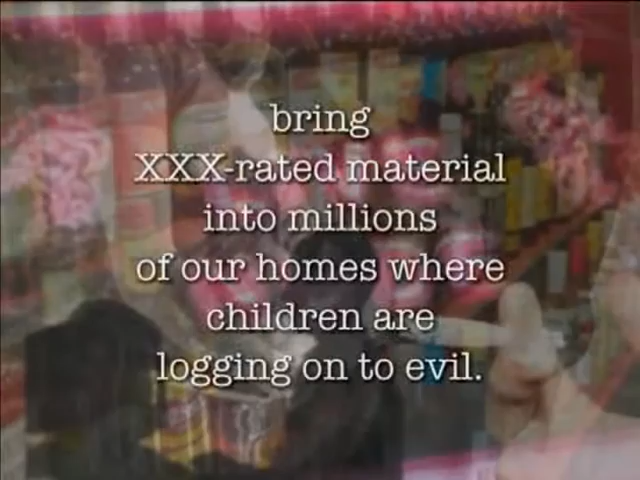 bring
XXX-rated material
into millions
of our homes where
children are
logging on to evil.